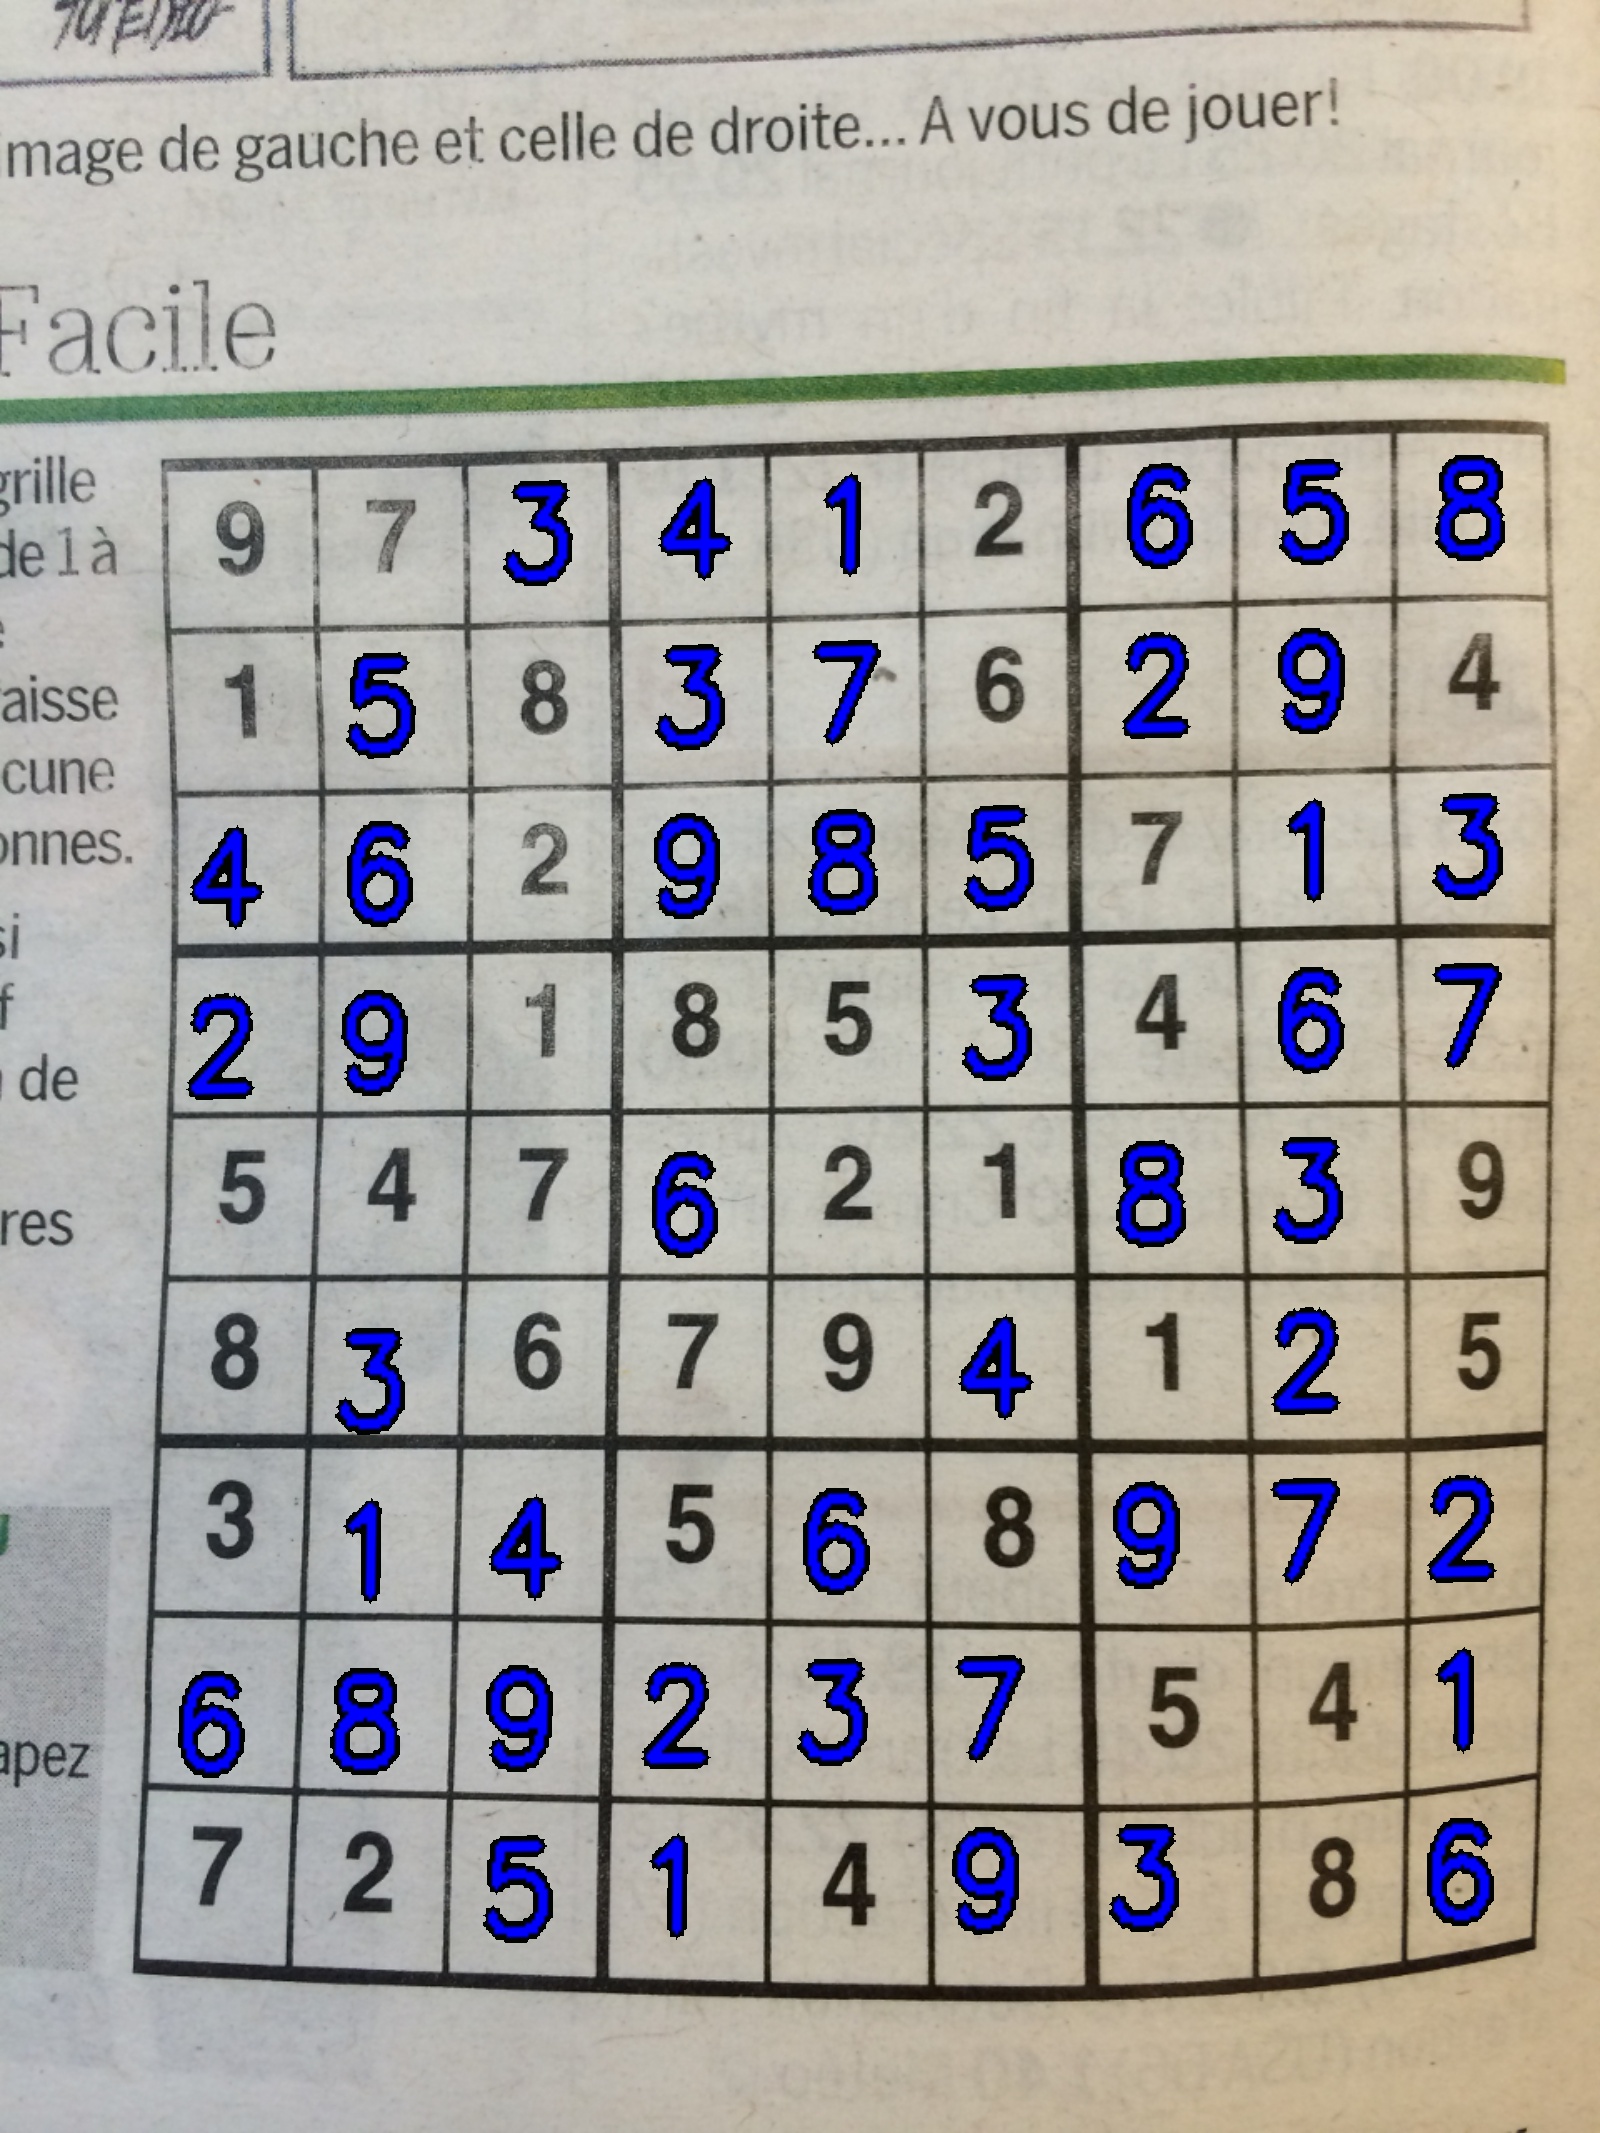 image de gauche et celle de droite... A vous de jouer!
Facile
grille
de 1 à
aisse
cune
onnes.
si
f
de
res
apez
9 7 3 4 1 2 6 5 8
1 5 8 3 7 6 2 9 4
4 6 2 9 8 5 7 1 3
2 9 1 8 5 3 4 6 7
5 4 7 6 2 1 8 3 9
8 3 6 7 9 4 1 2 5
3 1 4 5 6 8 9 7 2
6 8 9 2 3 7 5 4 1
7 2 5 1 4 9 3 8 6